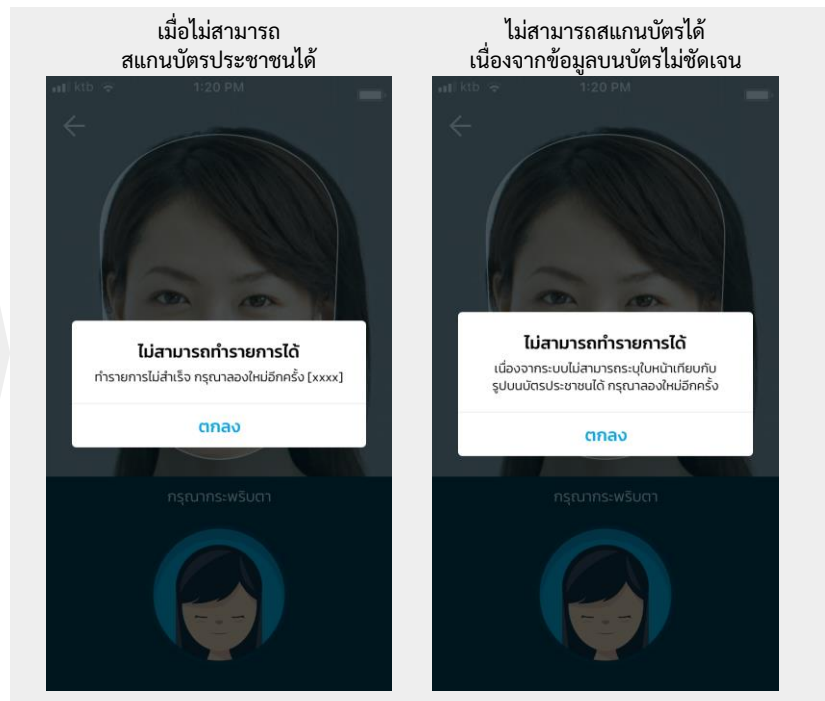 เมื่อไม่สามารถ
สแกนบัตรประชาชนได้
ktb 1:20 PM
ไม่สามารถทำรายการได้
ทำรายการไม่สำเร็จ กรุณาลองใหม่อีกครั้ง [xxxx]
ตกลง
กรุณากระพริบตา
ไม่สามารถสแกนบัตรได้
เนื่องจากข้อมูลบนบัตรไม่ชัดเจน
ktb 1:20 PM
ไม่สามารถทำรายการได้
เนื่องจากระบบไม่สามารถระบุใบหน้าเทียบกับ
รูปบนบัตรประชาชนได้ กรุณาลองใหม่อีกครั้ง
ตกลง
กรุณากระพริบตา